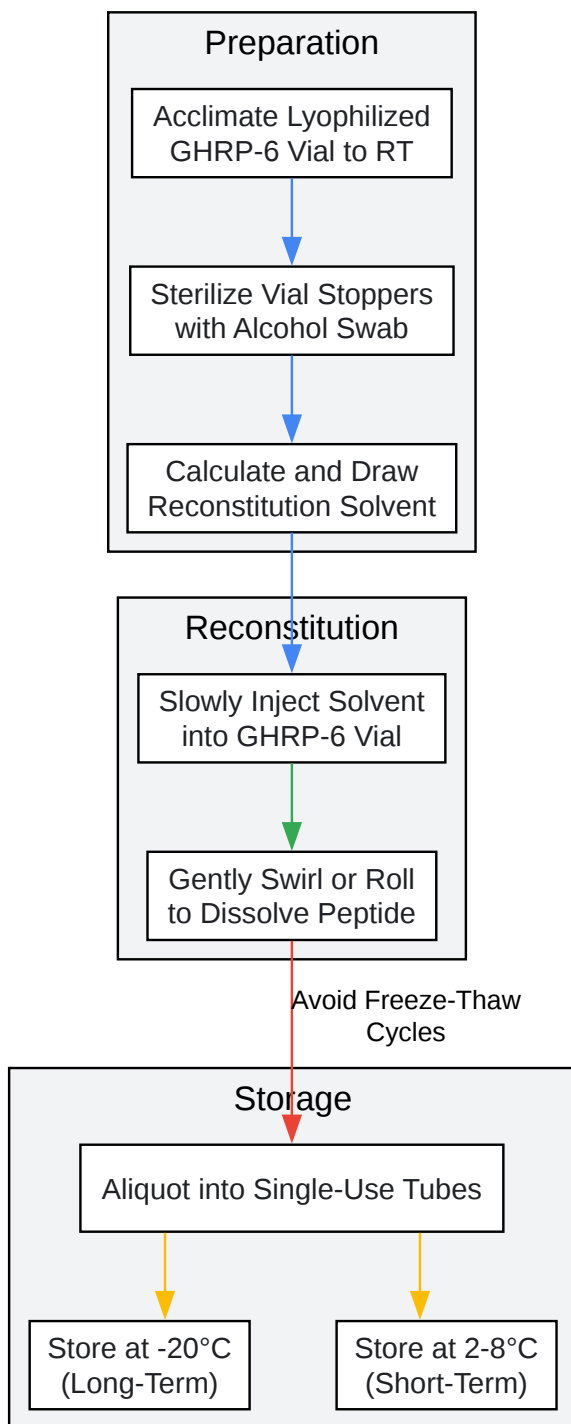 Preparation
Acclimate Lyophilized
GHRP-6 Vial to RT
Sterilize Vial Stoppers
with Alcohol Swab
Calculate and Draw
Reconstitution Solvent
Reconstitution
Slowly Inject Solvent
into GHRP-6 Vial
Gently Swirl or Roll
to Dissolve Peptide
Avoid Freeze-Thaw
Cycles
Storage
Aliquot into Single-Use Tubes
Store at -20°C
(Long-Term)
Store at 2-8°C
(Short-Term)